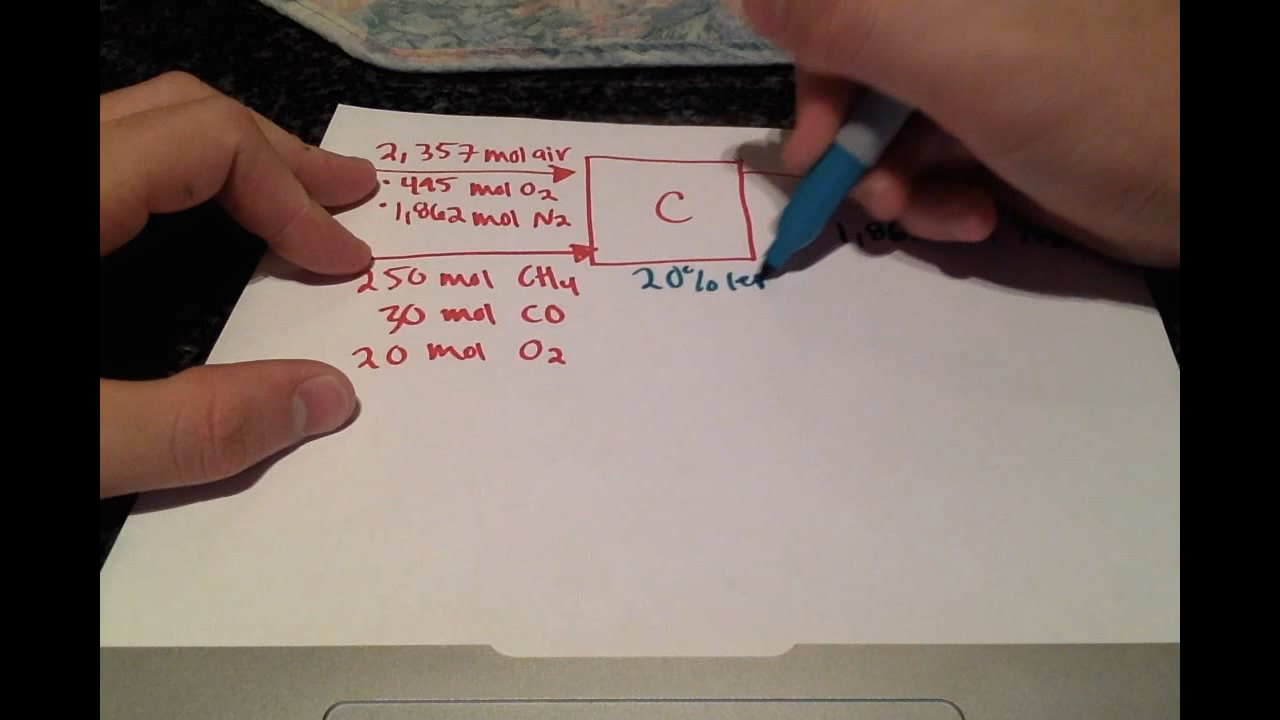 2,357 mol air
· 495 mol O2
· 1,862 mol N2
C
250 mol CH4
30 mol CO
20 mol O2
20%